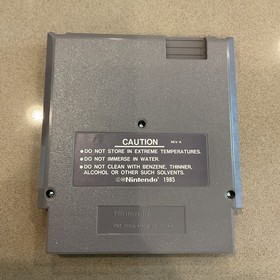 CAUTION REV-A
• DO NOT STORE IN EXTREME TEMPERATURES.
• DO NOT IMMERSE IN WATER.
• DO NOT CLEAN WITH BENZENE, THINNER,
ALCOHOL OR OTHER SUCH SOLVENTS.
©®Nintendo® 1985